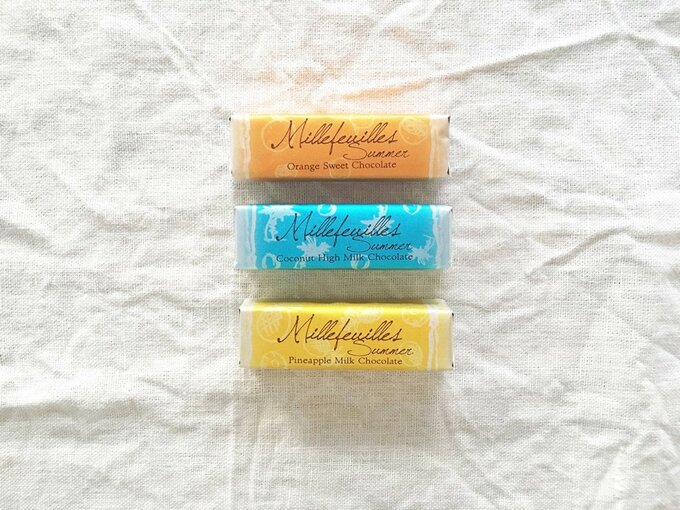 Millefeuilles
Summer
Orange Sweet Chocolate
Millefeuilles
Summer
Coconut High Milk Chocolate
Millefeuilles
Summer
Pineapple Milk Chocolate